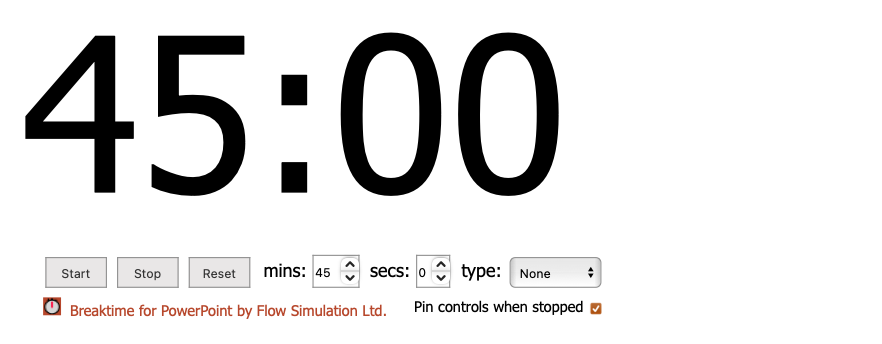 45:00
Start Stop Reset mins: 45 secs: 0 type: None
Breaktime for PowerPoint by Flow Simulation Ltd. Pin controls when stopped